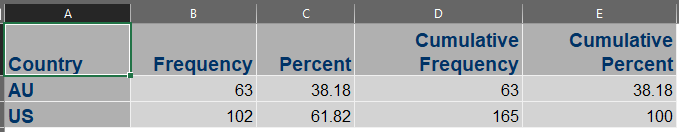 A B C D E
Cumulative Cumulative
Country Frequency Percent Frequency Percent
AU 63 38.18 63 38.18
US 102 61.82 165 100